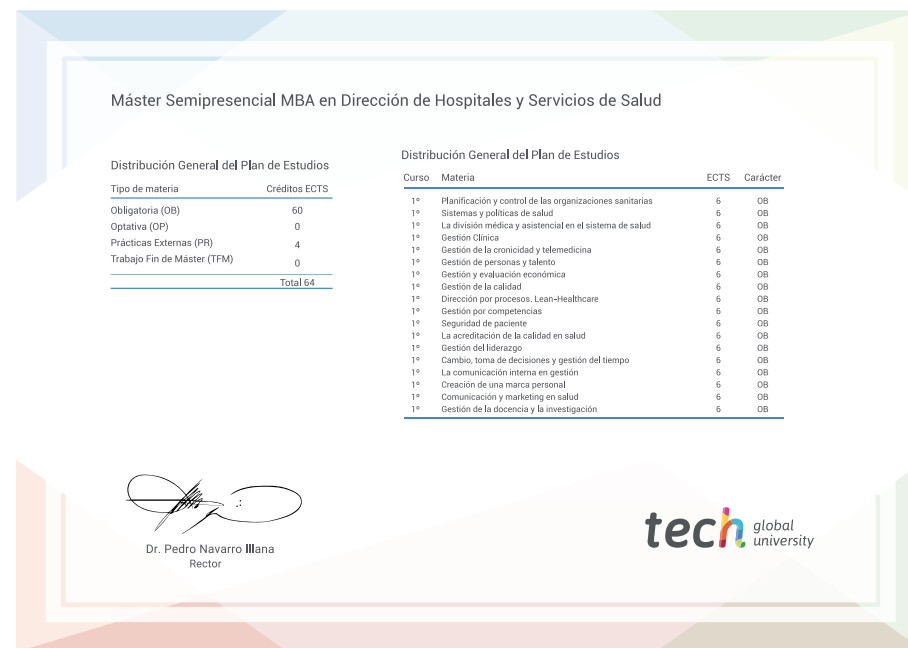 Máster Semipresencial MBA en Dirección de Hospitales y Servicios de Salud
Distribución General del Plan de Estudios
Tipo de materia Créditos ECTS
Obligatoria (OB) 60
Optativa (OP) 0
Prácticas Externas (PR) 4
Trabajo Fin de Máster (TFM) 0
Total 64
Distribución General del Plan de Estudios
Curso Materia ECTS Carácter
1º Planificación y control de las organizaciones sanitarias 6 OB
1º Sistemas y políticas de salud 6 OB
1º La división médica y asistencial en el sistema de salud 6 OB
1º Gestión Clínica 6 OB
1º Gestión de la cronicidad y telemedicina 6 OB
1º Gestión de personas y talento 6 OB
1º Gestión y evaluación económica 6 OB
1º Gestión de la calidad 6 OB
1º Dirección por procesos. Lean-Healthcare 6 OB
1º Gestión por competencias 6 OB
1º Seguridad de paciente 6 OB
1º La acreditación de la calidad en salud 6 OB
1º Gestión del liderazgo 6 OB
1º Cambio, toma de decisiones y gestión del tiempo 6 OB
1º La comunicación interna en gestión 6 OB
1º Creación de una marca personal 6 OB
1º Comunicación y marketing en salud 6 OB
1º Gestión de la docencia y la investigación 6 OB
Dr. Pedro Navarro Illana
Rector
tech global
university